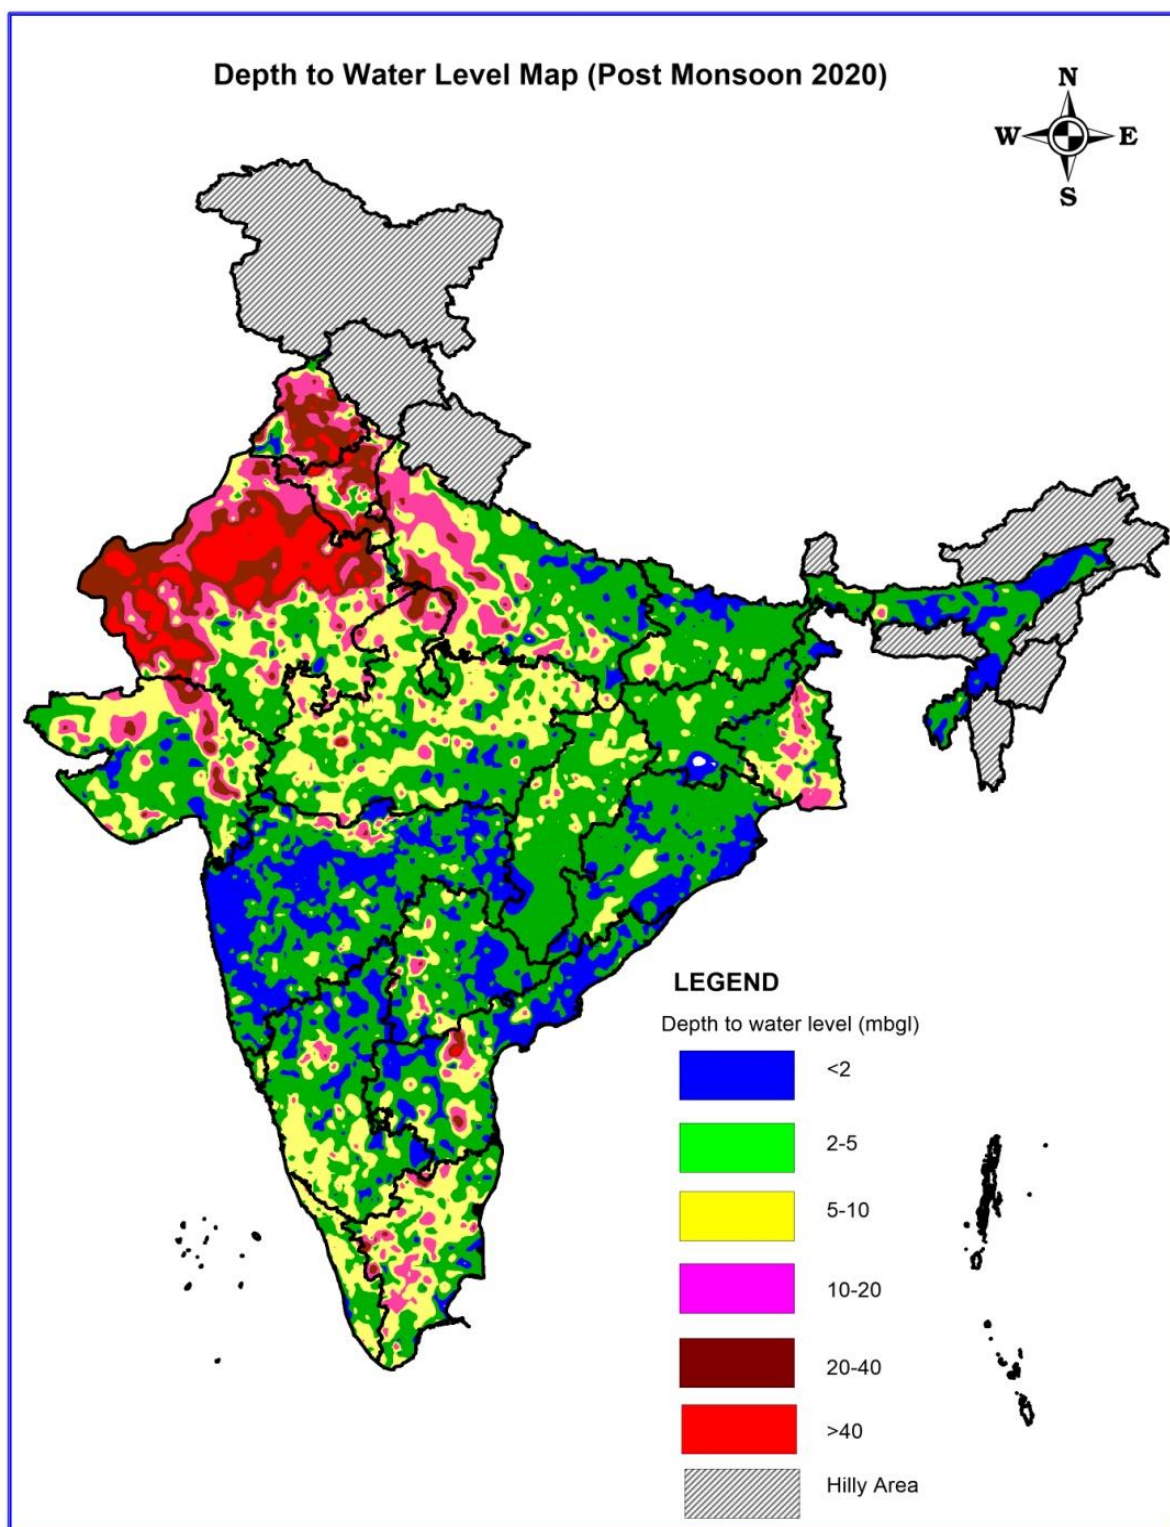 Depth to Water Level Map (Post Monsoon 2020)
N
W E
S
LEGEND
Depth to water level (mbgl)
<2
2-5
5-10
10-20
20-40
>40
Hilly Area